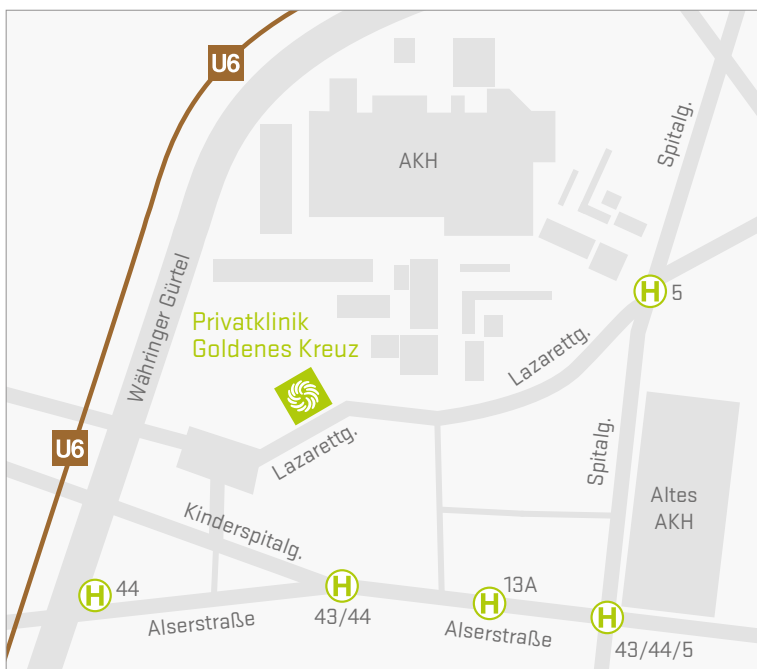 U6
AKH
Spitalg.
Währinger Gürtel
5
Privatklinik
Goldenes Kreuz
H
Lazarettg.
U6
Lazarettg.
Spitalg.
Altes
AKH
Kinderspitalg.
H
44
H
43/44
13A
H
H
Alserstraße
Alserstraße
43/44/5